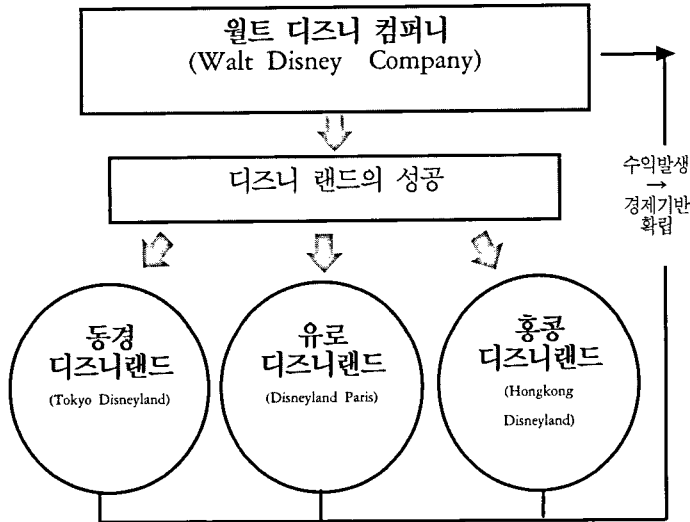 월트 디즈니 컴퍼니
(Walt Disney Company)
디즈니 랜드의 성공
수익발생
→
경제기반
확립
동경
디즈니랜드
(Tokyo Disneyland)
유로
디즈니랜드
(Disneyland Paris)
홍콩
디즈니랜드
(Hongkong
Disneyland)